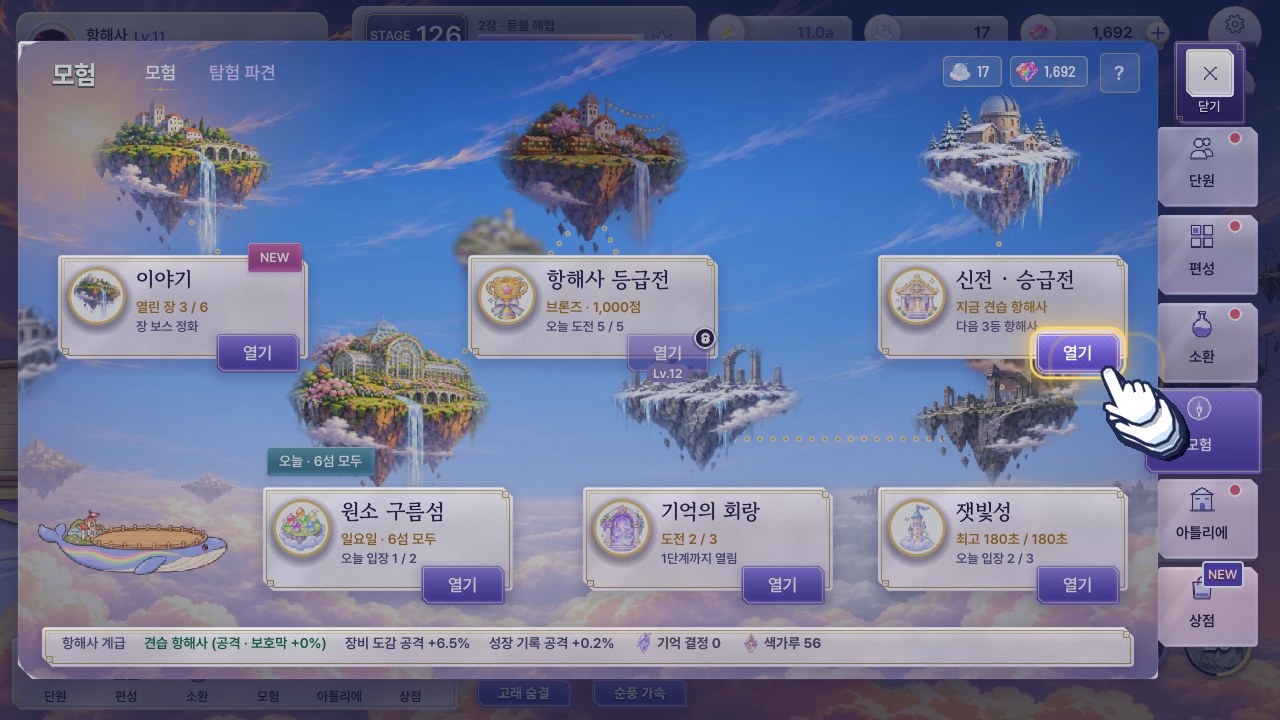 항해사 Lv.11
STAGE 126
2장 · 등불 해협
11.0a
17
1,692
모험
모험
탐험 파견
17
1,692
?
닫기
단원
편성
소환
모험
아틀리에
NEW
상점
NEW
이야기
열린 장 3 / 6
장 보스 정화
열기
항해사 등급전
브론즈 · 1,000점
오늘 도전 5 / 5
열기
Lv.12
신전 · 승급전
지금 견습 항해사
다음 3등 항해사
열기
오늘 · 6섬 모두
원소 구름섬
일요일 · 6섬 모두
오늘 입장 1 / 2
열기
기억의 회랑
도전 2 / 3
1단계까지 열림
열기
잿빛성
최고 180초 / 180초
오늘 입장 2 / 3
열기
항해사 계급 견습 항해사 (공격 · 보호막 +0%) 장비 도감 공격 +6.5% 성장 기록 공격 +0.2% 기억 결정 0 색가루 56
단원 편성 소환 모험 아틀리에 상점
고래 숨결
순풍 가속